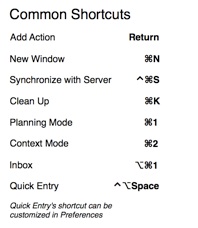 Common Shortcuts
Add Action Return
New Window ⌘N
Synchronize with Server ^⌘S
Clean Up ⌘K
Planning Mode ⌘1
Context Mode ⌘2
Inbox ⌥⌘1
Quick Entry ^⌥Space
Quick Entry's shortcut can be
customized in Preferences